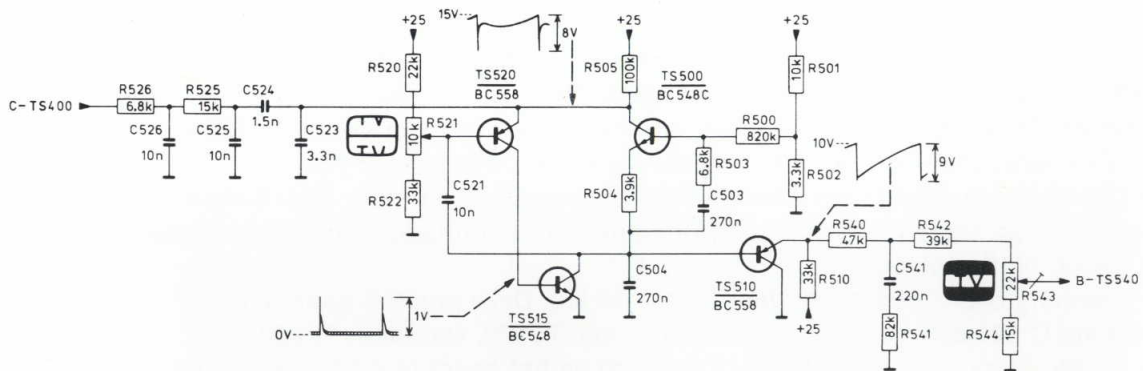 +25
15V
8V
+25
+25
R520
22k
TS520
BC558
R505
100k
TS500
BC548C
10k
R501
C-TS400
R526
6.8k
R525
15k
C524
1.5n
C526
10n
C525
10n
C523
3.3n
TV
TV
R521
10k
R500
820k
R522
33k
C521
10n
R504
3.9k
6.8k
R503
C503
270n
3.3k
R502
10V
9V
R540
47k
R542
39k
0V
1V
TS515
BC548
C504
270n
TS510
BC558
33k
R510
+25
C541
220n
82k
R541
TV
22k
R543
B-TS540
R544
15k